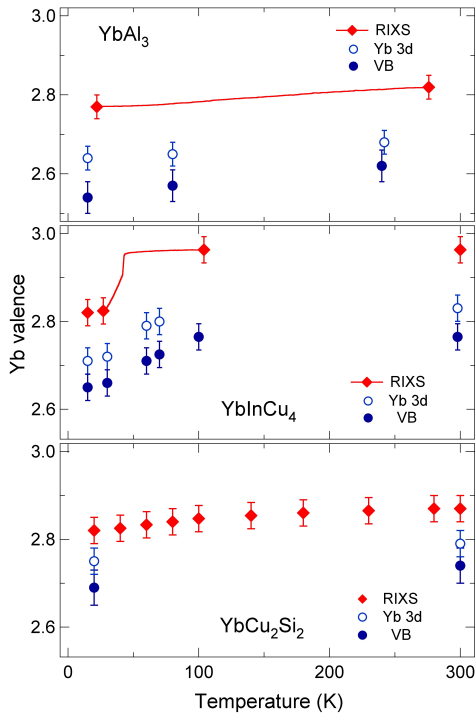 3.0
YbAl3
RIXS
Yb 3d
VB
2.8
2.6
3.0
2.8
2.6
RIXS
Yb 3d
VB
YbInCu4
Yb valence
3.0
2.8
2.6
RIXS
Yb 3d
VB
YbCu2Si2
0 100 200 300
Temperature (K)